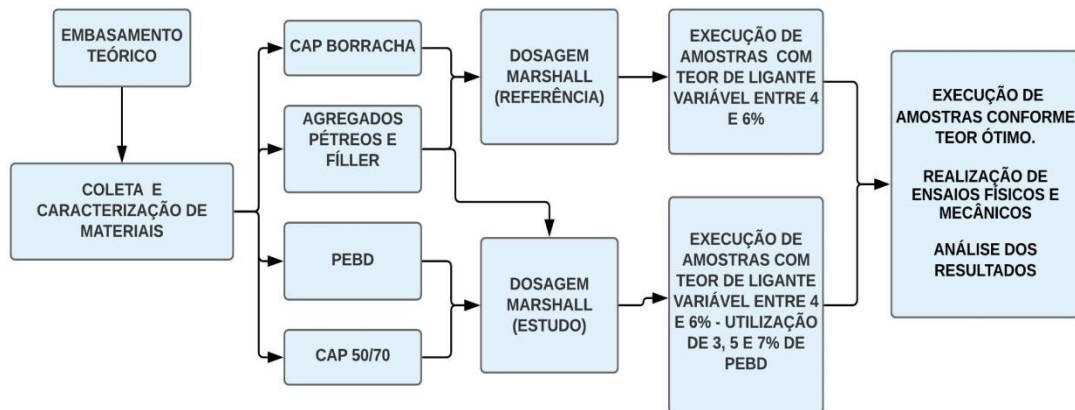 EMBASAMENTO
TEÓRICO
COLETA E
CARACTERIZAÇÃO DE
MATERIAIS
CAP BORRACHA
AGREGADOS
PÉTREOS E
FÍLLER
PEBD
CAP 50/70
DOSAGEM
MARSHALL
(REFERÊNCIA)
DOSAGEM
MARSHALL
(ESTUDO)
EXECUÇÃO DE
AMOSTRAS COM
TEOR DE LIGANTE
VARIÁVEL ENTRE 4
E 6%
EXECUÇÃO DE
AMOSTRAS COM
TEOR DE LIGANTE
VARIÁVEL ENTRE 4
E 6% - UTILIZAÇÃO
DE 3, 5 E 7% DE
PEBD
EXECUÇÃO DE
AMOSTRAS CONFORME
TEOR ÓTIMO.
REALIZAÇÃO DE
ENSAIOS FÍSICOS E
MECÂNICOS
ANÁLISE DOS
RESULTADOS